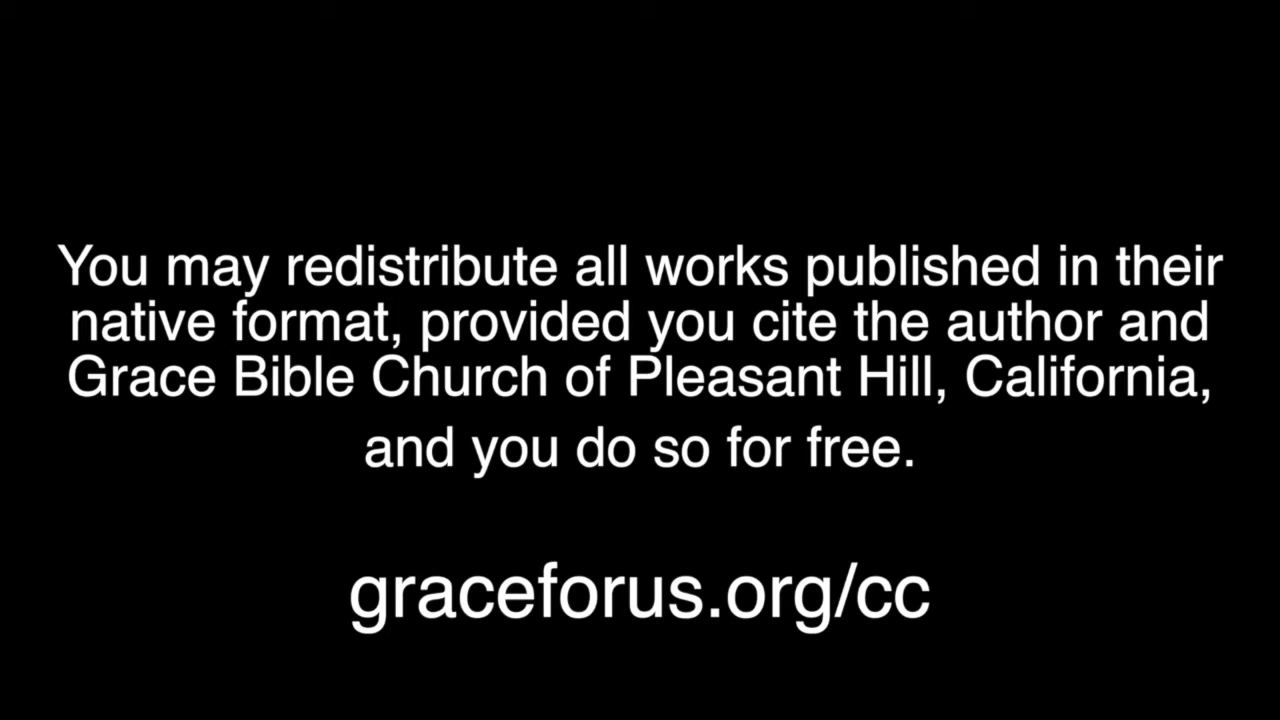 You may redistribute all works published in their
native format, provided you cite the author and
Grace Bible Church of Pleasant Hill, California,
and you do so for free.
graceforus.org/cc